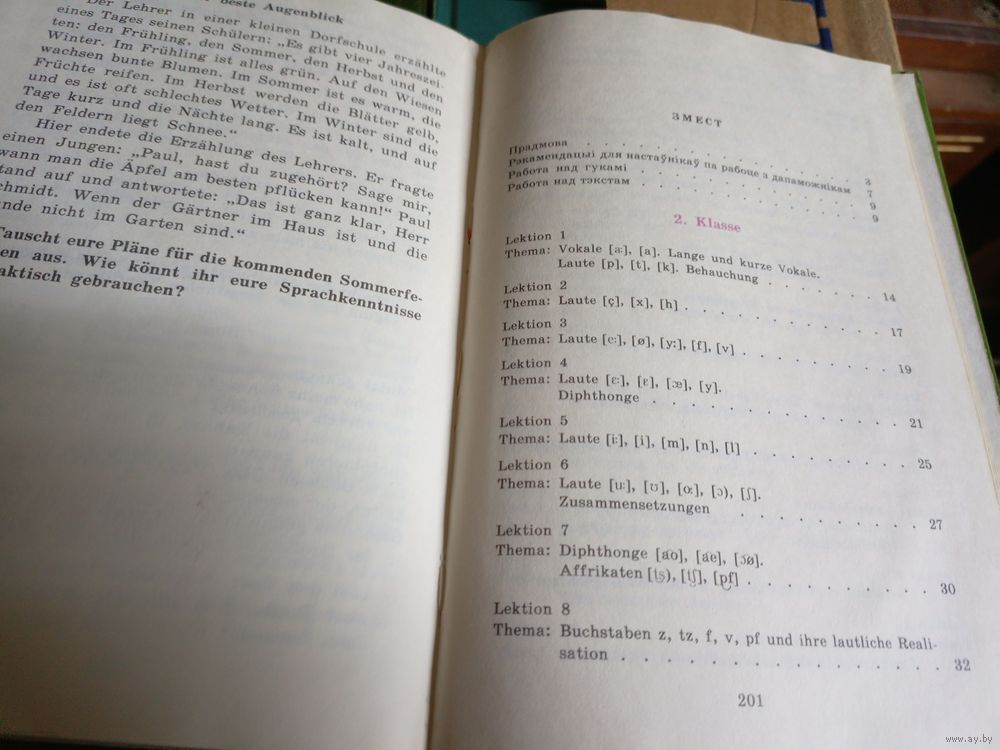 beste Augenblick
Der Lehrer in einer kleinen Dorfschule erzählte
eines Tages seinen Schülern: „Es gibt vier Jahreszei-
ten: den Frühling, den Sommer, den Herbst und den
Winter. Im Frühling ist alles grün. Auf den Wiesen
wachsen bunte Blumen. Im Sommer ist es warm, die
Früchte reifen. Im Herbst werden die Blätter gelb,
und es ist oft schlechtes Wetter. Im Winter sind die
Tage kurz und die Nächte lang. Es ist kalt, und auf
den Feldern liegt Schnee.“
Hier endete die Erzählung des Lehrers. Er fragte
einen Jungen: „Paul, hast du zugehört? Sage mir,
wann man die Äpfel am besten pflücken kann!“ Paul
tand auf und antwortete: „Das ist ganz klar, Herr
chmidt. Wenn der Gärtner im Haus ist und die
unde nicht im Garten sind.“
Tauscht eure Pläne für die kommenden Sommerfe-
en aus. Wie könnt ihr eure Sprachkenntnisse
aktisch gebrauchen?
ЗМЕСТ
Прадмова . . . . . . . . . . . . . . . 3
Рэкамендацыі для настаўнікаў па рабоце з дапаможнікам 7
Работа над гукамі . . . . . . . . . . . . 9
Работа над тэкстам . . . . . . . . . . . . 9
2. Klasse
Lektion 1
Thema: Vokale [a:], [a]. Lange und kurze Vokale.
Laute [p], [t], [k]. Behauchung . . . . . . . 14
Lektion 2
Thema: Laute [ç], [x], [h] . . . . . . . . . . 17
Lektion 3
Thema: Laute [e:], [ø], [y:], [f], [v] . . . . . . . . 19
Lektion 4
Thema: Laute [ɛ:], [ɛ], [æ], [y].
Diphthonge . . . . . . . . . . . . 21
Lektion 5
Thema: Laute [i:], [i], [m], [n], [l] . . . . . . . . 25
Lektion 6
Thema: Laute [u:], [ʊ], [œ:], [ɔ), [ʃ].
Zusammensetzungen . . . . . . . . . 27
Lektion 7
Thema: Diphthonge [ao], [ae], [ɔø].
Affrikaten [ts), [tʃ], [pf] . . . . . . . . . 30
Lektion 8
Thema: Buchstaben z, tz, f, v, pf und ihre lautliche Reali-
sation . . . . . . . . . . . . . . . 32
201
www.ay.by